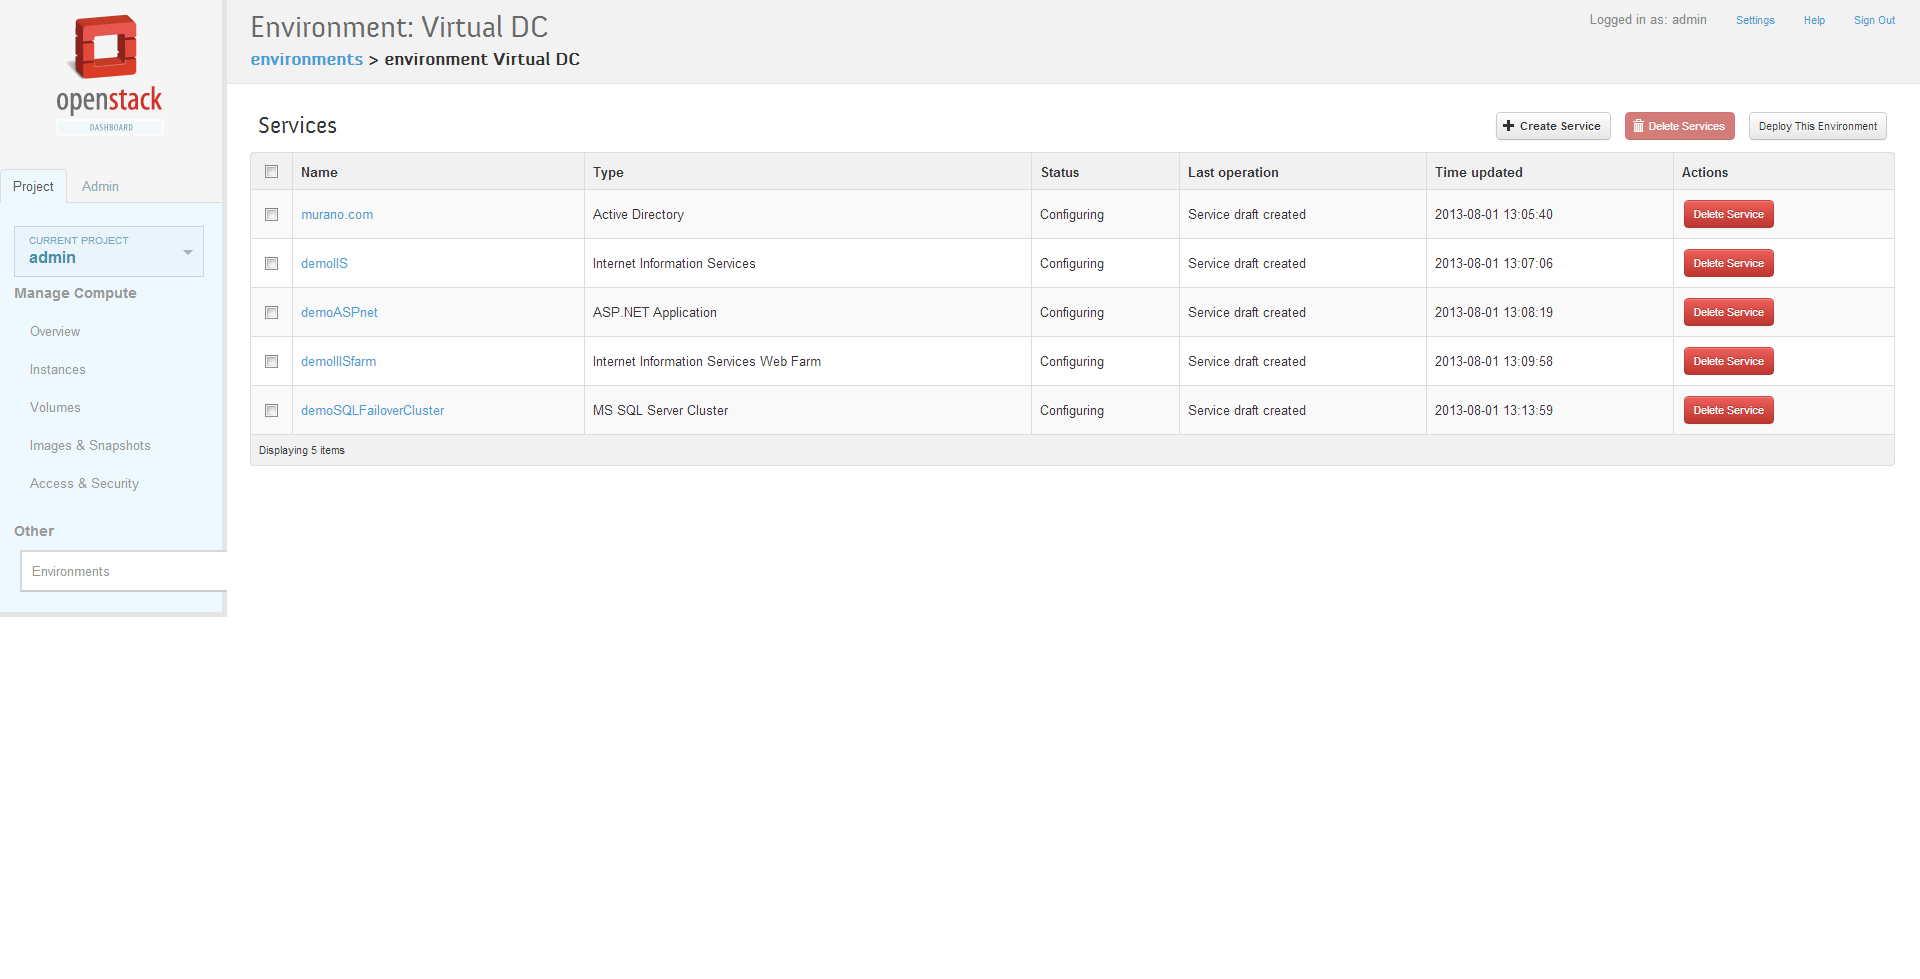 openstack
DASHBOARD
Project Admin
CURRENT PROJECT
admin
Manage Compute
Overview
Instances
Volumes
Images & Snapshots
Access & Security
Other
Environments
Environment: Virtual DC
environments > environment Virtual DC
Logged in as: admin Settings Help Sign Out
Services
Create Service Delete Services Deploy This Environment
Name Type Status Last operation Time updated Actions
murano.com Active Directory Configuring Service draft created 2013-08-01 13:05:40 Delete Service
demoIIS Internet Information Services Configuring Service draft created 2013-08-01 13:07:06 Delete Service
demoASPnet ASP.NET Application Configuring Service draft created 2013-08-01 13:08:19 Delete Service
demoIIISfarm Internet Information Services Web Farm Configuring Service draft created 2013-08-01 13:09:58 Delete Service
demoSQLFailoverCluster MS SQL Server Cluster Configuring Service draft created 2013-08-01 13:13:59 Delete Service
Displaying 5 items